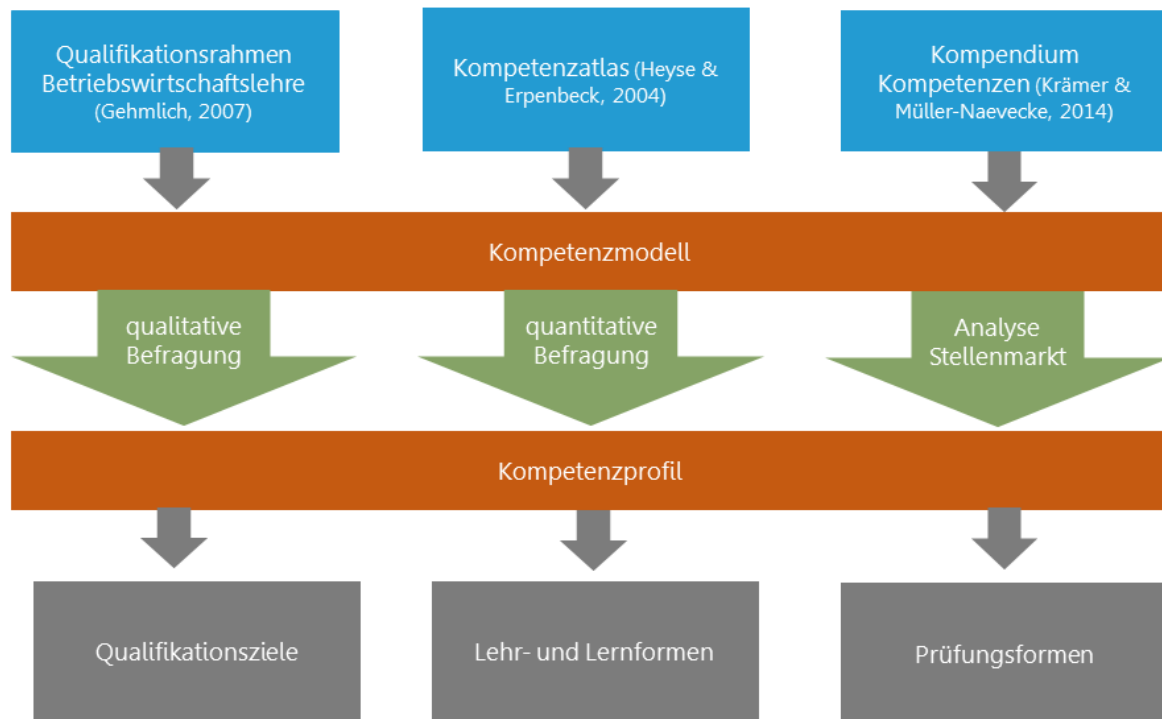 Qualifikationsrahmen
Betriebswirtschaftslehre
(Gehmlich, 2007)
Kompetenzatlas (Heyse &
Erpenbeck, 2004)
Kompendium
Kompetenzen (Krämer &
Müller-Naevecke, 2014)
Kompetenzmodell
qualitative
Befragung
quantitative
Befragung
Analyse
Stellenmarkt
Kompetenzprofil
Qualifikationsziele
Lehr- und Lernformen
Prüfungsformen